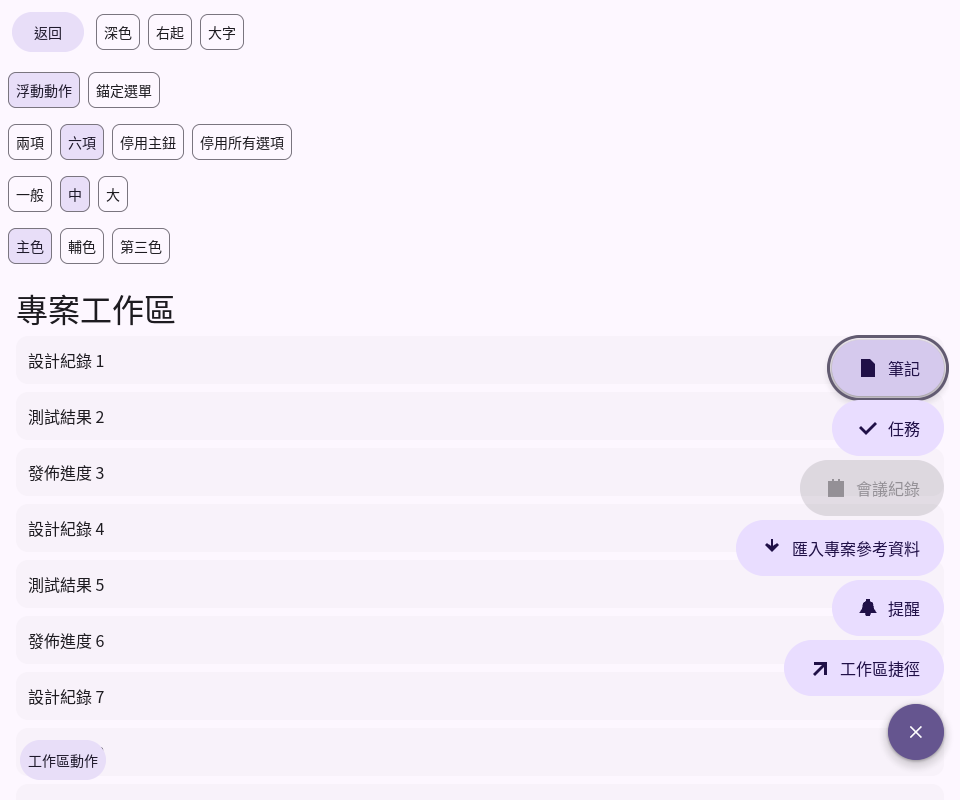 返回 深色 右起 大字
浮動動作 錨定選單
兩項 六項 停用主鈕 停用所有選項
一般 中 大
主色 輔色 第三色
專案工作區
設計紀錄 1
筆記
測試結果 2
任務
發佈進度 3
會議紀錄
設計紀錄 4
匯入專案參考資料
測試結果 5
提醒
發佈進度 6
工作區捷徑
設計紀錄 7
工作區動作